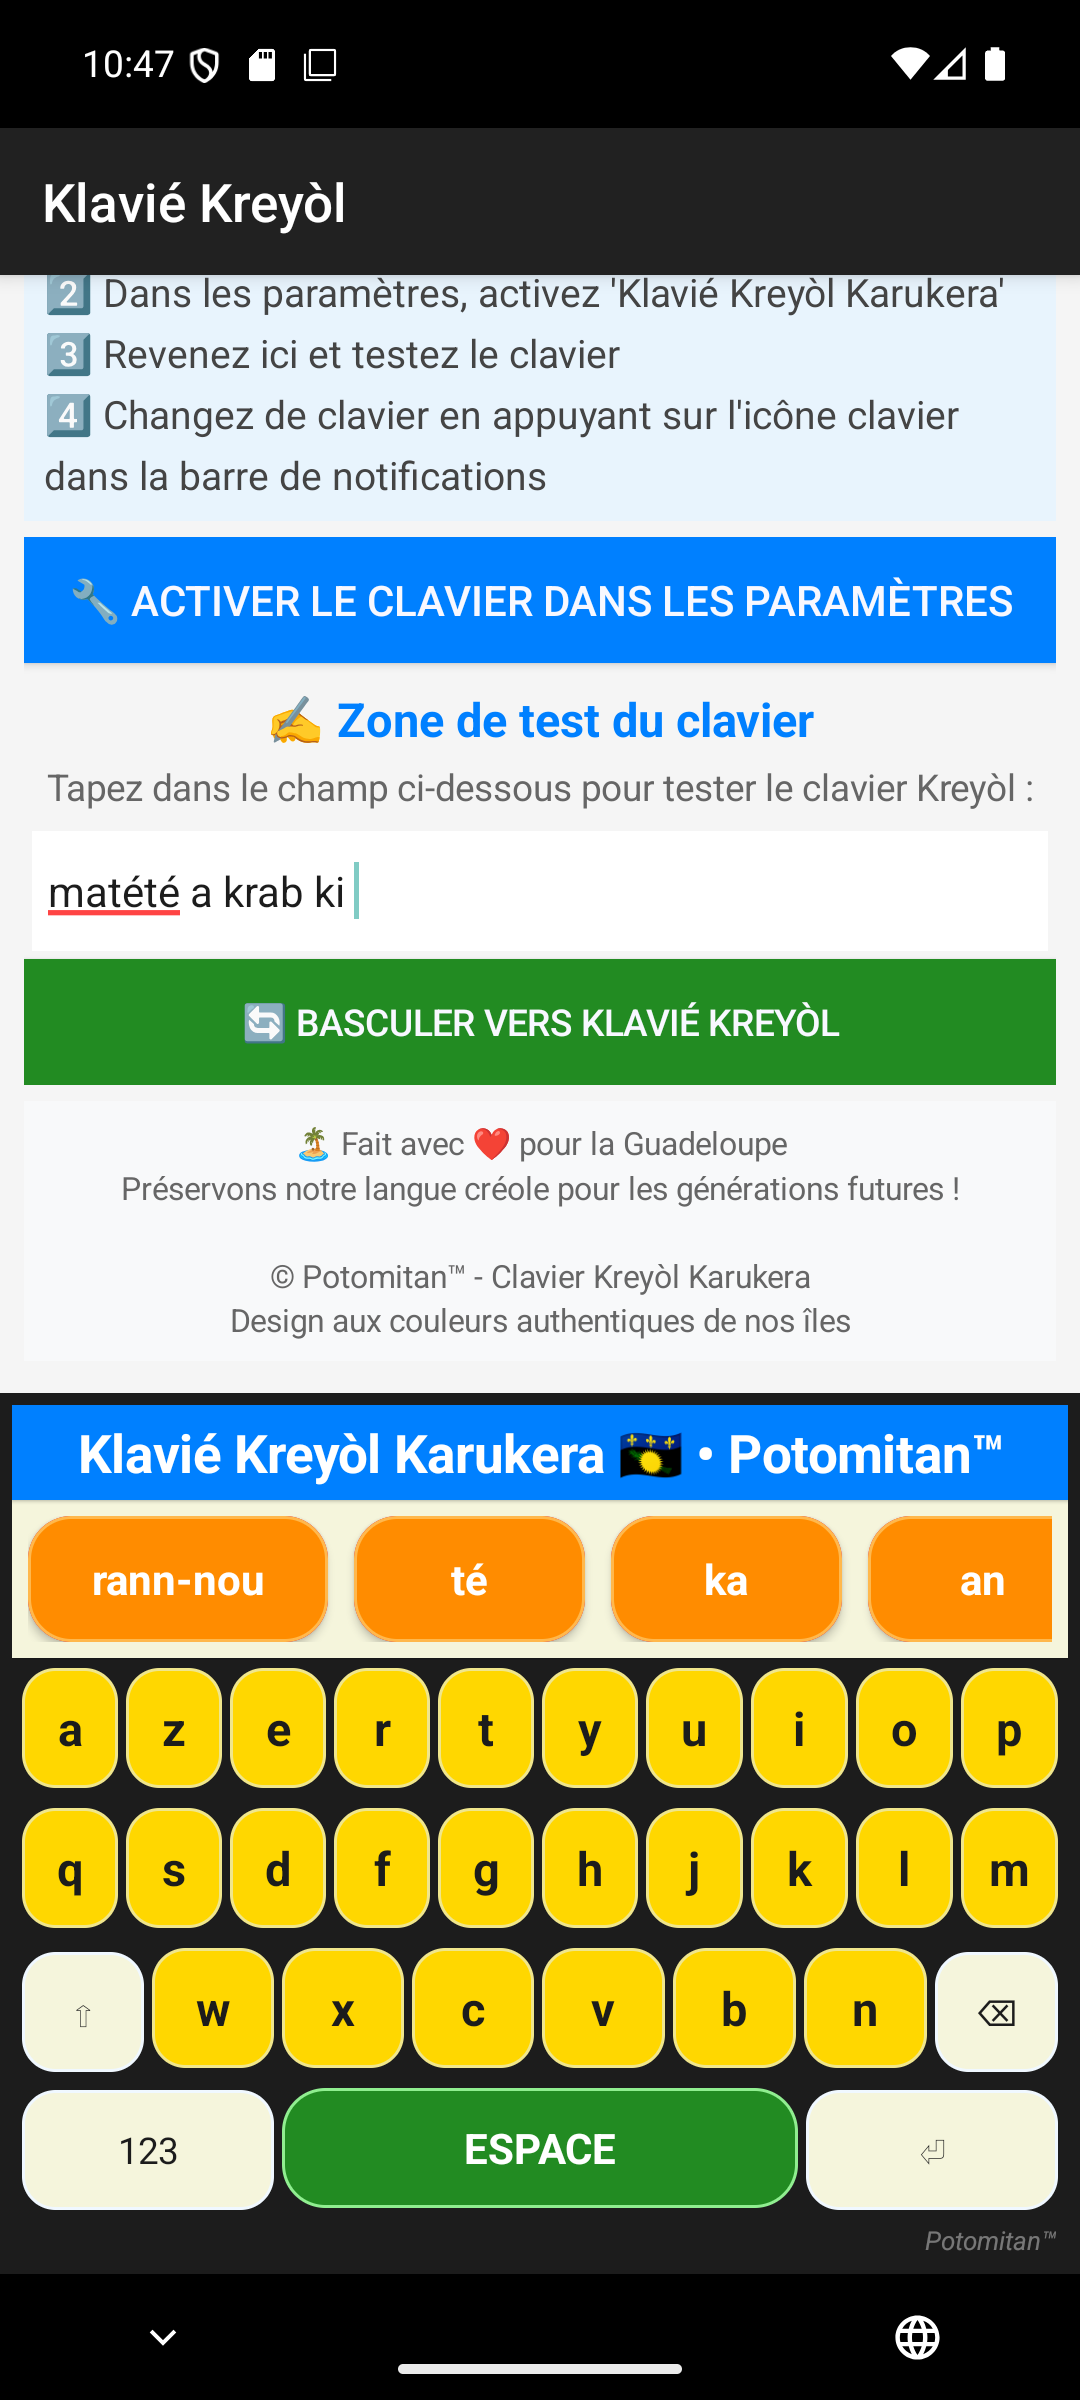 10:47
Klavié Kreyòl
2 Dans les paramètres, activez 'Klavié Kreyòl Karukera'
3 Revenez ici et testez le clavier
4 Changez de clavier en appuyant sur l'icône clavier
dans la barre de notifications
🔧 ACTIVER LE CLAVIER DANS LES PARAMÈTRES
✍️ Zone de test du clavier
Tapez dans le champ ci-dessous pour tester le clavier Kreyòl :
matété a krab ki
🔄 BASCULER VERS KLAVIÉ KREYÒL
🏝️ Fait avec ❤️ pour la Guadeloupe
Préservons notre langue créole pour les générations futures !
© Potomitan™ - Clavier Kreyòl Karukera
Design aux couleurs authentiques de nos îles
Klavié Kreyòl Karukera • Potomitan™
rann-nou té ka an
a z e r t y u i o p
q s d f g h j k l m
⇧ w x c v b n ⌫
123 ESPACE ⏎
Potomitan™